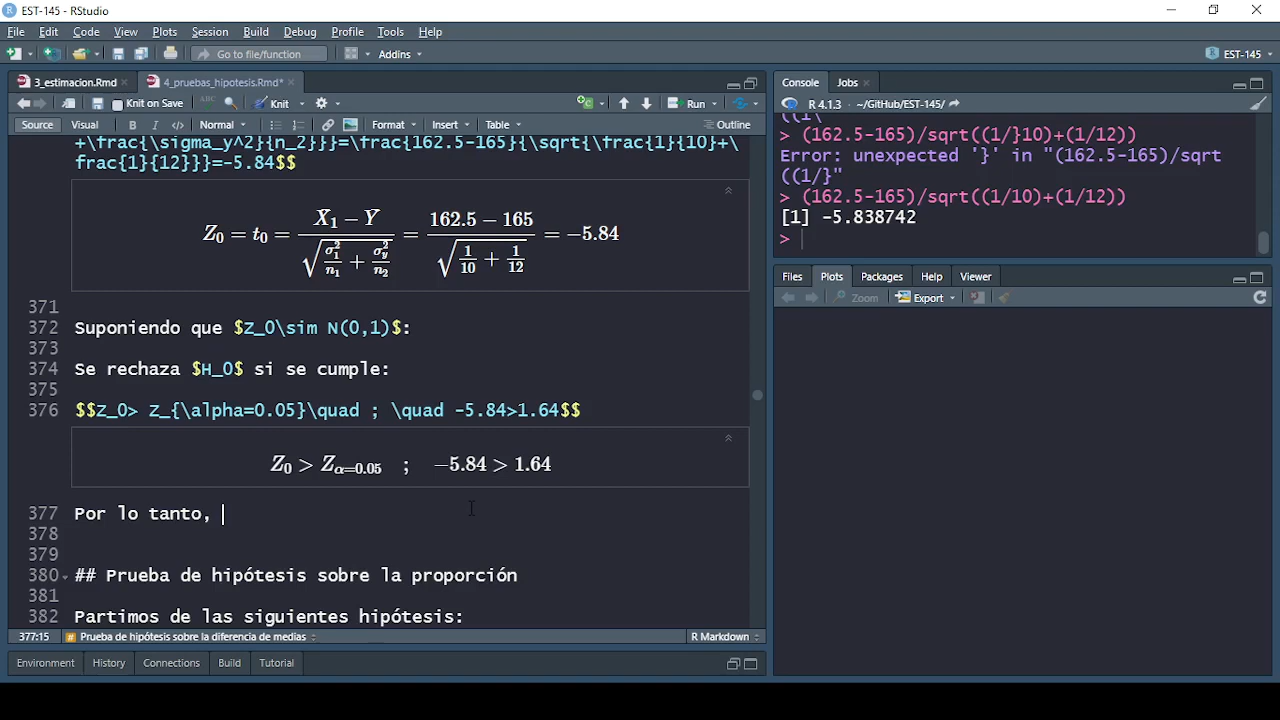 EST-145 - RStudio
File Edit Code View Plots Session Build Debug Profile Tools Help
Go to file/function Addins EST-145
3_estimacion.Rmd 4_pruebas_hipotesis.Rmd*
Knit on Save ABC Knit Run
Source Visual B I </> Normal Format Insert Table Outline
+\frac{\sigma_y^2}{n_2}}}=\frac{162.5-165}{\sqrt{\frac{1}{10}+\
frac{1}{12}}}=-5.84$$
Z₀ = t₀ = X̄₁ − Ȳ / √(σ₁²/n₁ + σ_y²/n₂) = 162.5 − 165 / √(1/10 + 1/12) = −5.84
371
372 Suponiendo que $Z_0\sim N(0,1)$:
373
374 Se rechaza $H_0$ si se cumple:
375
376 $$Z_0> Z_{\alpha=0.05}\quad ; \quad -5.84>1.64$$
Z₀ > Z_α=0.05 ; −5.84 > 1.64
377 Por lo tanto,
378
379
380 ## Prueba de hipótesis sobre la proporción
381
382 Partimos de las siguientes hipótesis:
377:15 # Prueba de hipótesis sobre la diferencia de medias R Markdown
Environment History Connections Build Tutorial
Console Jobs
R 4.1.3 · ~/GitHub/EST-145/
((1\
> (162.5-165)/sqrt((1/}10)+(1/12))
Error: unexpected '}' in "(162.5-165)/sqrt
((1/}"
> (162.5-165)/sqrt((1/10)+(1/12))
[1] -5.838742
>
Files Plots Packages Help Viewer
Zoom Export